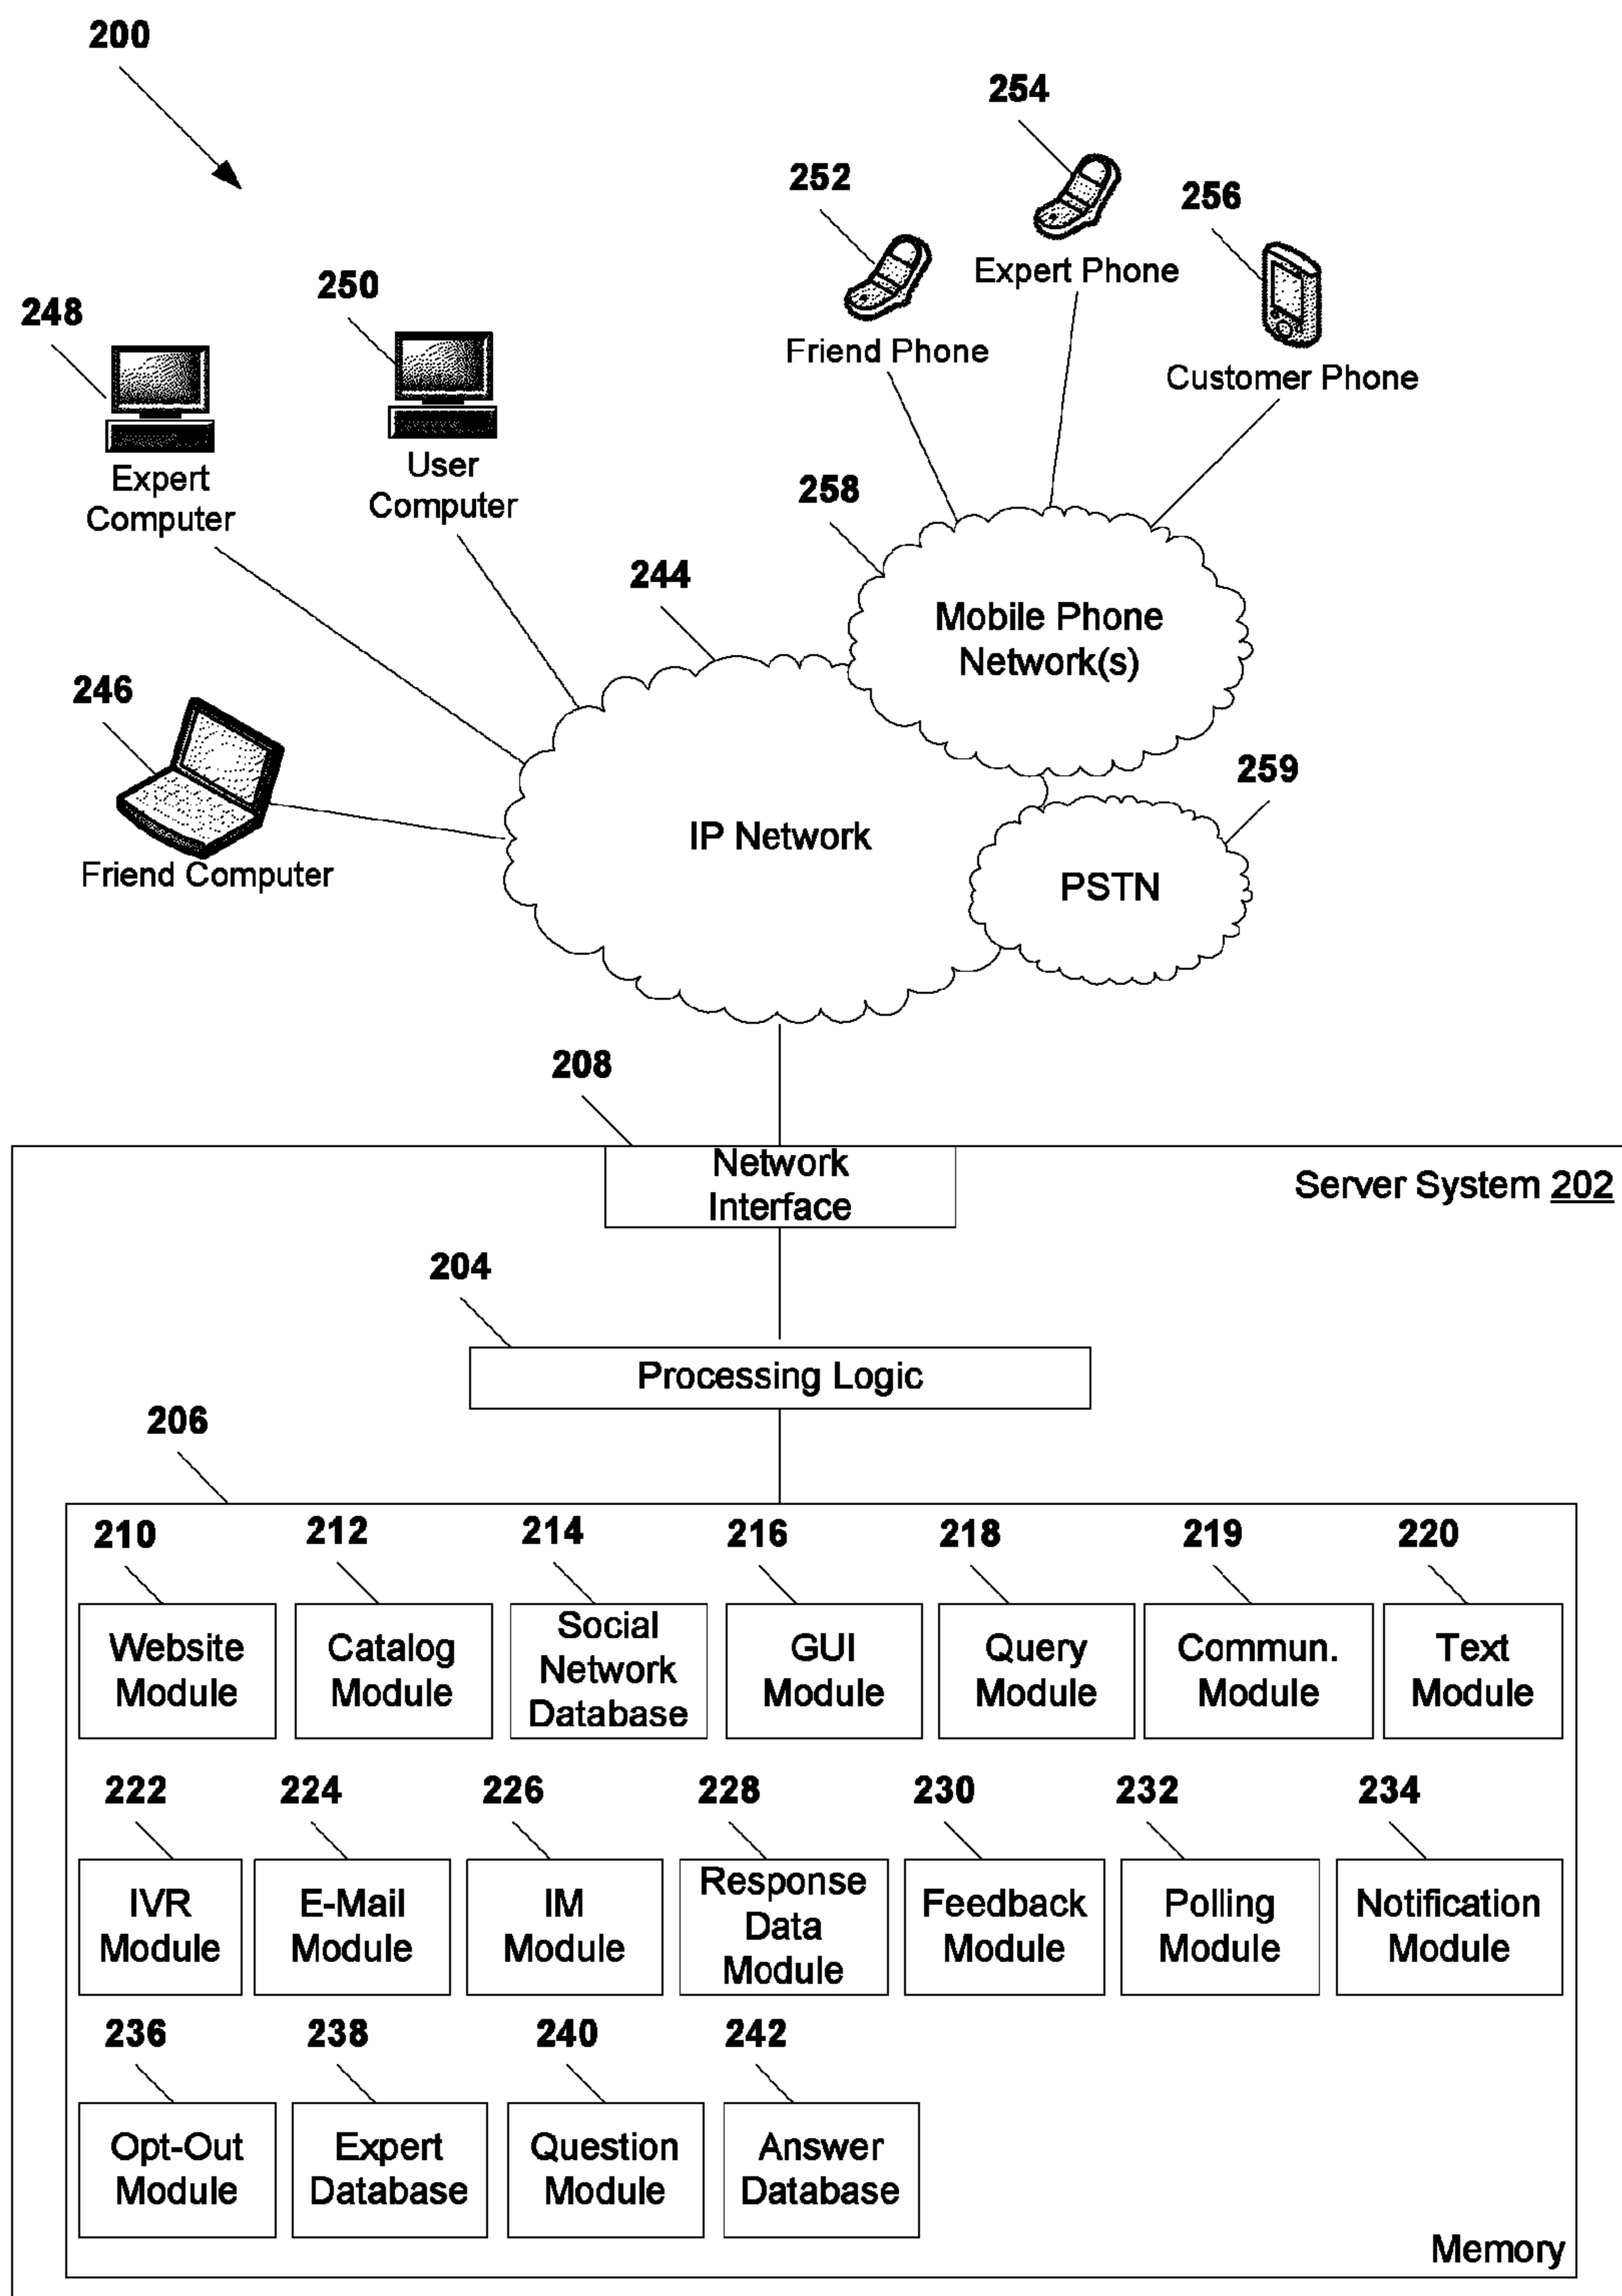 200
254
252
256
Expert Phone
250
248
Friend Phone
Customer Phone
User
Computer
Expert
Computer
258
244
Mobile Phone
Network(s)
246
259
IP Network
PSTN
Friend Computer
208
Network
Interface
Server System 202
204
Processing Logic
206
210 212 214 216 218 219 220
Website
Module
Catalog
Module
Social
Network
Database
GUI
Module
Query
Module
Commun.
Module
Text
Module
222 224 226 228 230 232 234
IVR
Module
E-Mail
Module
IM
Module
Response
Data
Module
Feedback
Module
Polling
Module
Notification
Module
236 238 240 242
Opt-Out
Module
Expert
Database
Question
Module
Answer
Database
Memory